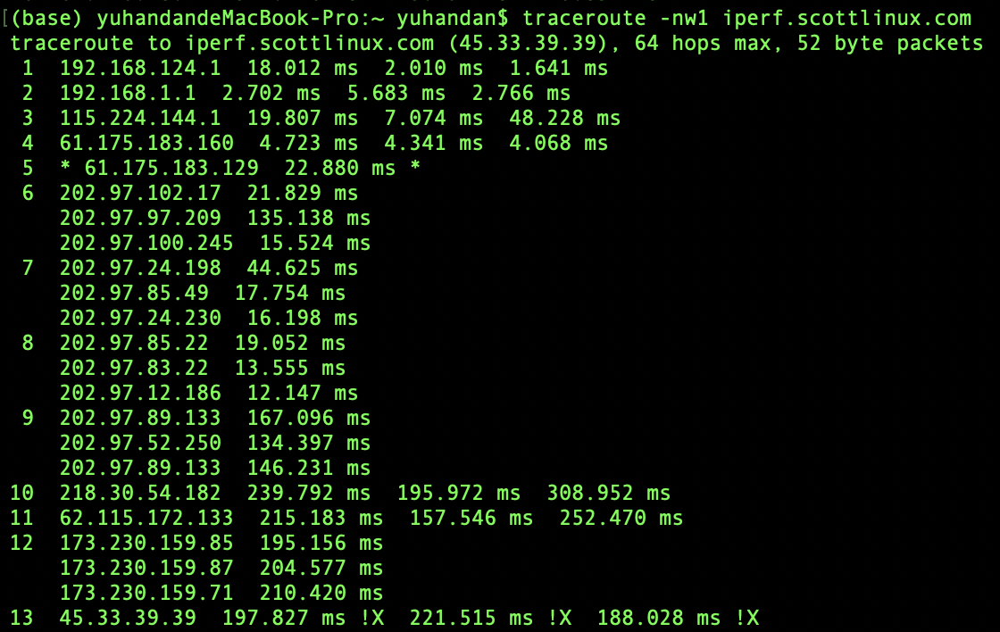 [(base) yuhandandeMacBook-Pro:~ yuhandan$ traceroute -nw1 iperf.scottlinux.com
traceroute to iperf.scottlinux.com (45.33.39.39), 64 hops max, 52 byte packets
 1  192.168.124.1  18.012 ms  2.010 ms  1.641 ms
 2  192.168.1.1  2.702 ms  5.683 ms  2.766 ms
 3  115.224.144.1  19.807 ms  7.074 ms  48.228 ms
 4  61.175.183.160  4.723 ms  4.341 ms  4.068 ms
 5  * 61.175.183.129  22.880 ms *
 6  202.97.102.17  21.829 ms
    202.97.97.209  135.138 ms
    202.97.100.245  15.524 ms
 7  202.97.24.198  44.625 ms
    202.97.85.49  17.754 ms
    202.97.24.230  16.198 ms
 8  202.97.85.22  19.052 ms
    202.97.83.22  13.555 ms
    202.97.12.186  12.147 ms
 9  202.97.89.133  167.096 ms
    202.97.52.250  134.397 ms
    202.97.89.133  146.231 ms
10  218.30.54.182  239.792 ms  195.972 ms  308.952 ms
11  62.115.172.133  215.183 ms  157.546 ms  252.470 ms
12  173.230.159.85  195.156 ms
    173.230.159.87  204.577 ms
    173.230.159.71  210.420 ms
13  45.33.39.39  197.827 ms !X  221.515 ms !X  188.028 ms !X